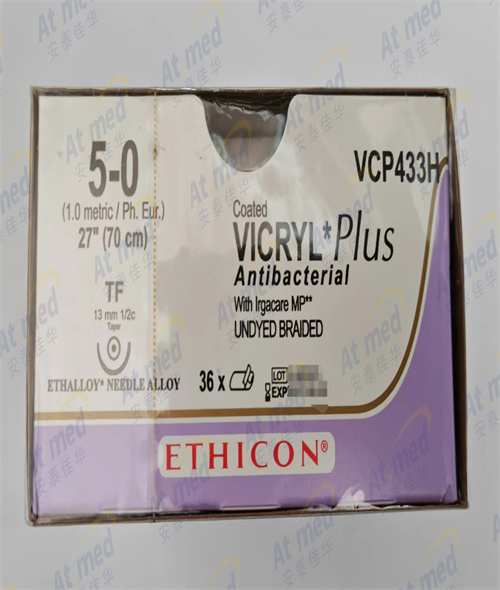 5-0
(1.0 metric / Ph. Eur.)
27" (70 cm)
TF
13 mm 1/2c
Taper
ETHALLOY* NEEDLE ALLOY
VCP433H
Coated
VICRYL* Plus
Antibacterial
With Irgacare MP**
UNDYED BRAIDED
36 x
LOT
EXP
ETHICON®
At med
安泰佳华